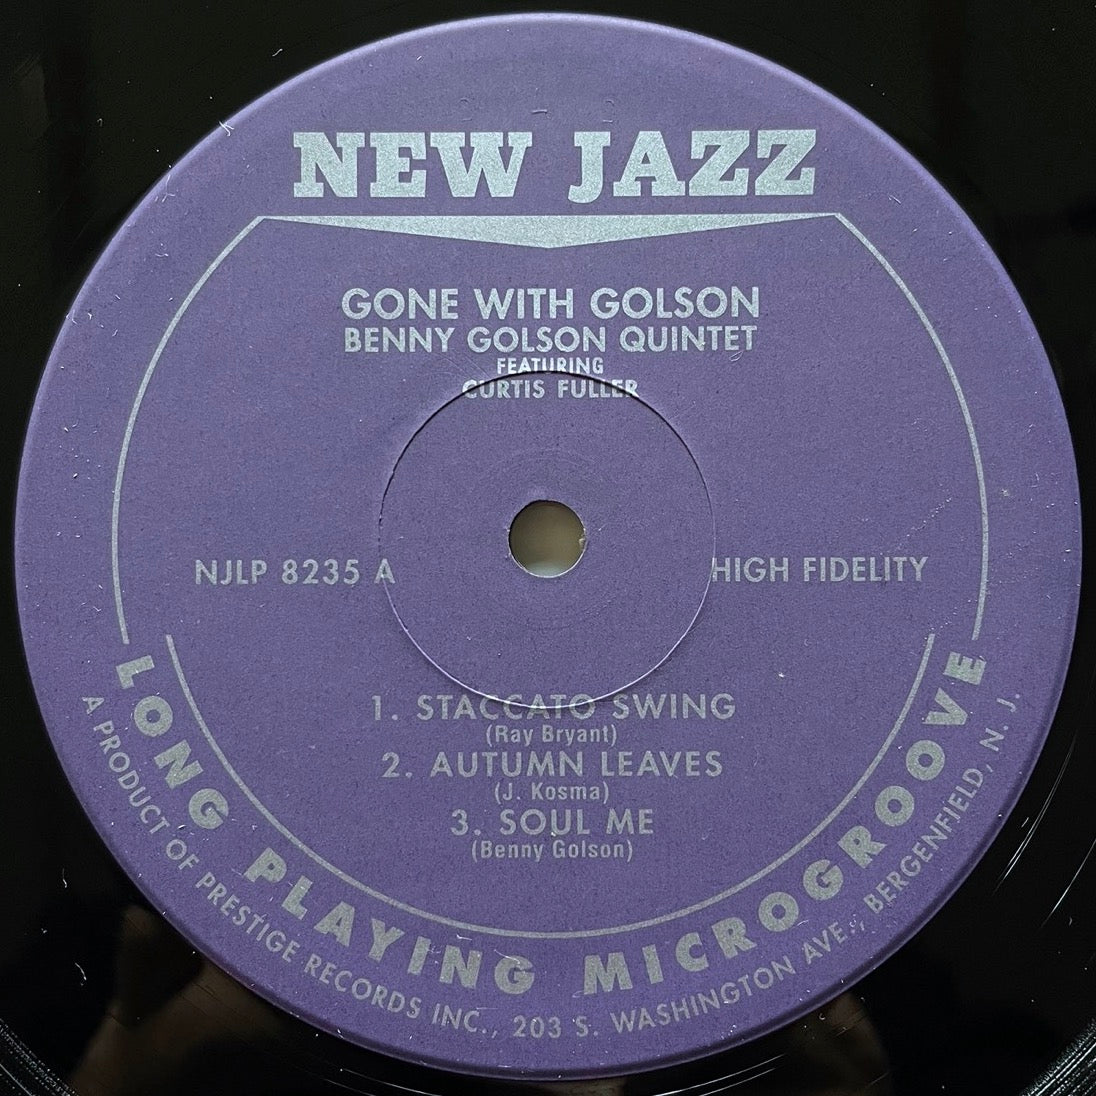 NEW JAZZ
GONE WITH GOLSON
BENNY GOLSON QUINTET
FEATURING
CURTIS FULLER
NJLP 8235 A
HIGH FIDELITY
1. STACCATO SWING
(Ray Bryant)
2. AUTUMN LEAVES
(J. Kosma)
3. SOUL ME
(Benny Golson)
LONG PLAYING MICROGROOVE
A PRODUCT OF PRESTIGE RECORDS INC., 203 S. WASHINGTON AVE., BERGENFIELD, N. J.